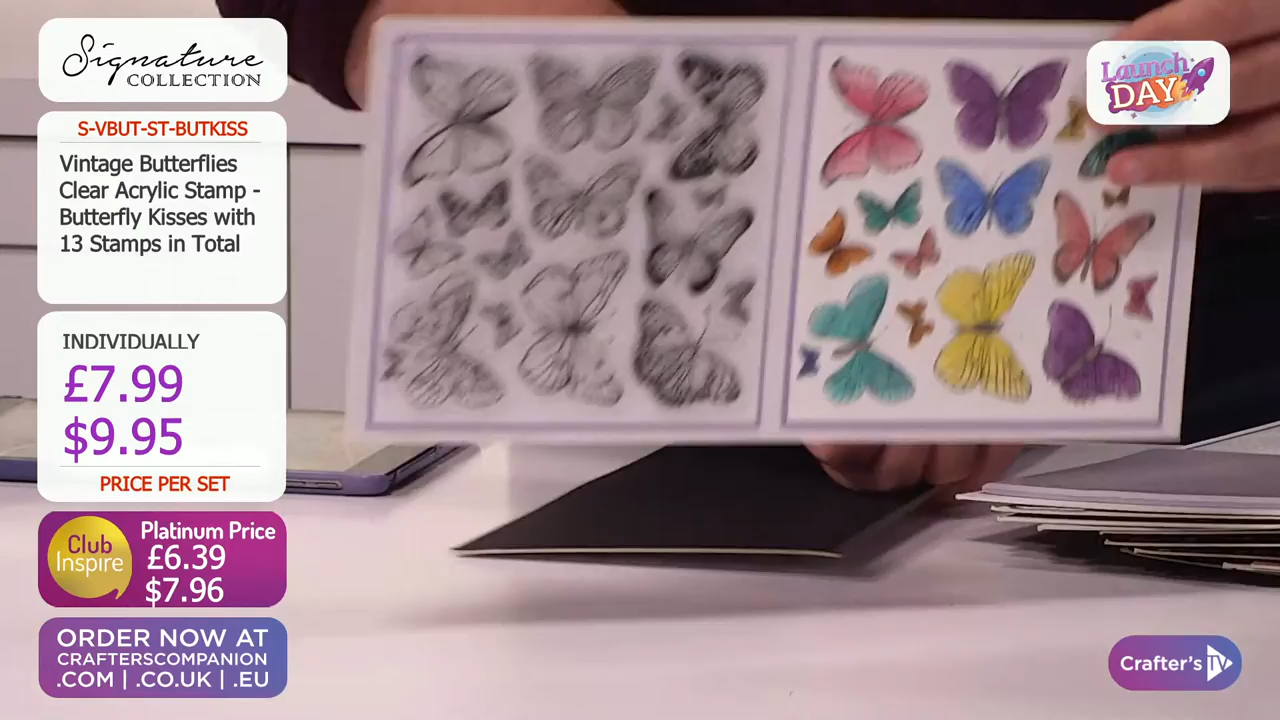 Signature
COLLECTION
S-VBUT-ST-BUTKISS
Vintage Butterflies
Clear Acrylic Stamp -
Butterfly Kisses with
13 Stamps in Total
INDIVIDUALLY
£7.99
$9.95
PRICE PER SET
Club
Inspire
Platinum Price
£6.39
$7.96
ORDER NOW AT
CRAFTERSCOMPANION
.COM | .CO.UK | .EU
Launch
DAY
Crafter's TV